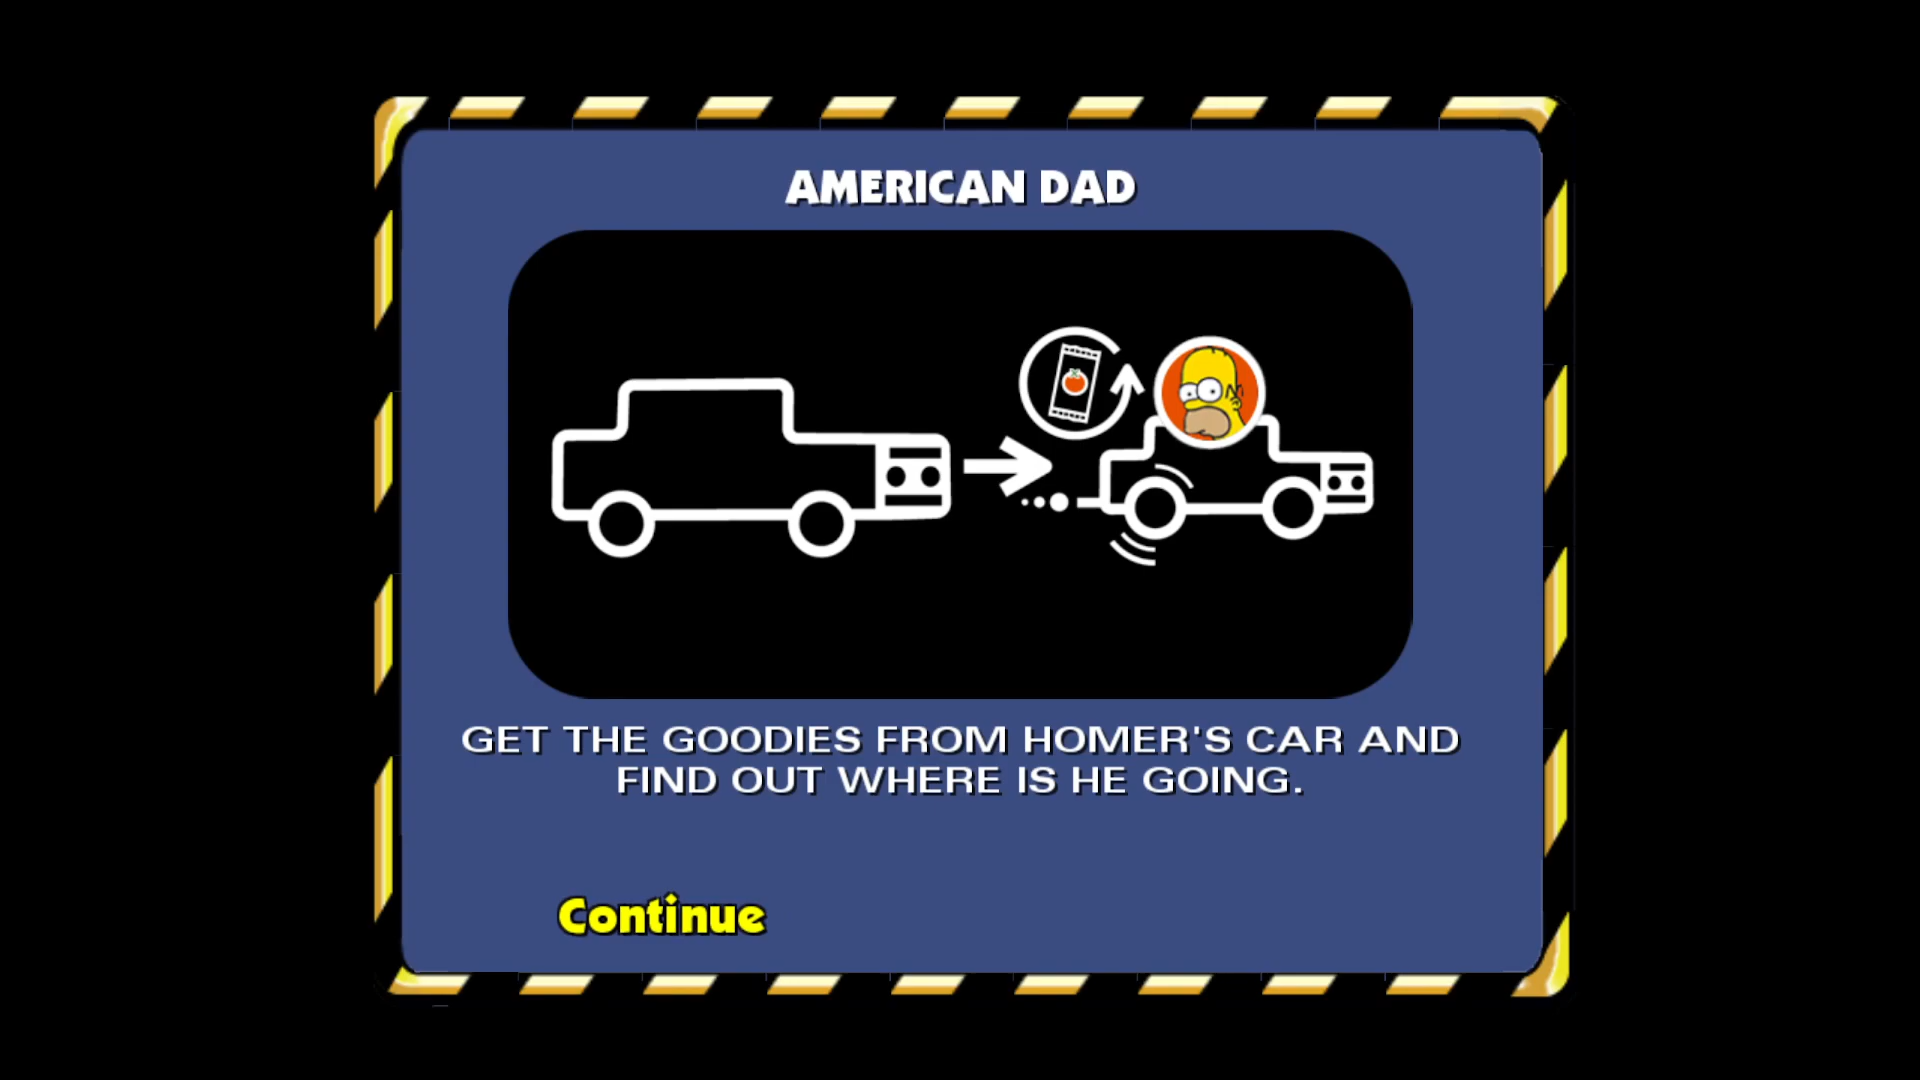 AMERICAN DAD
GET THE GOODIES FROM HOMER'S CAR AND
FIND OUT WHERE IS HE GOING.
Continue